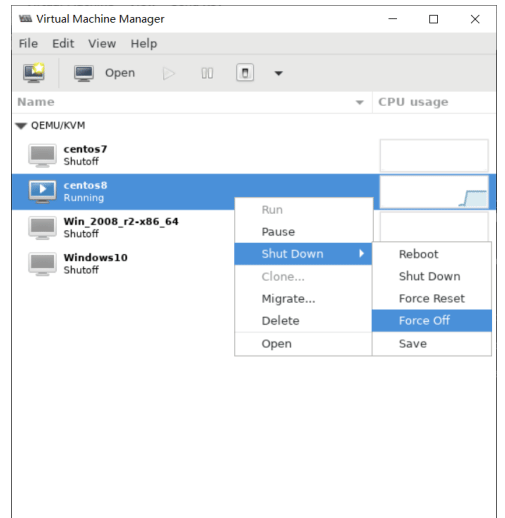 Virtual Machine Manager
File Edit View Help
Open
Name CPU usage
QEMU/KVM
centos7
Shutoff
centos8
Running
Win_2008_r2-x86_64
Shutoff
Windows10
Shutoff
Run
Pause
Shut Down
Clone...
Migrate...
Delete
Open
Reboot
Shut Down
Force Reset
Force Off
Save